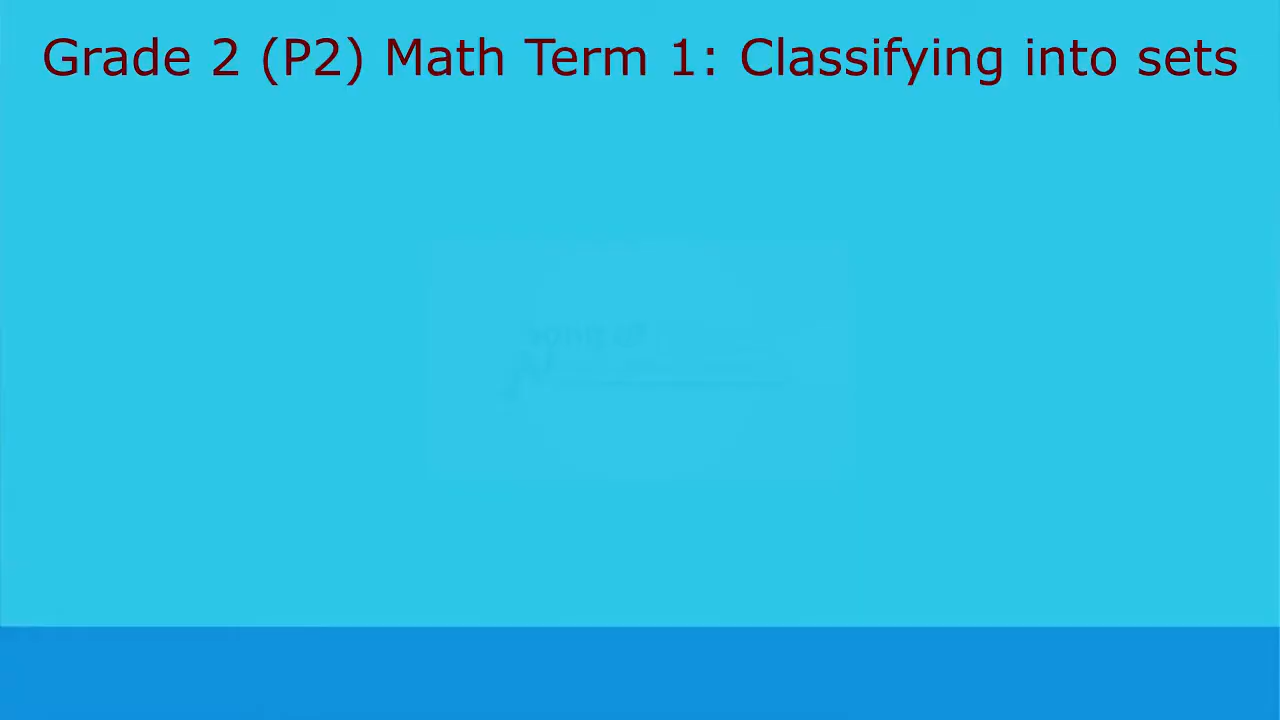 Grade 2 (P2) Math Term 1: Classifying into sets